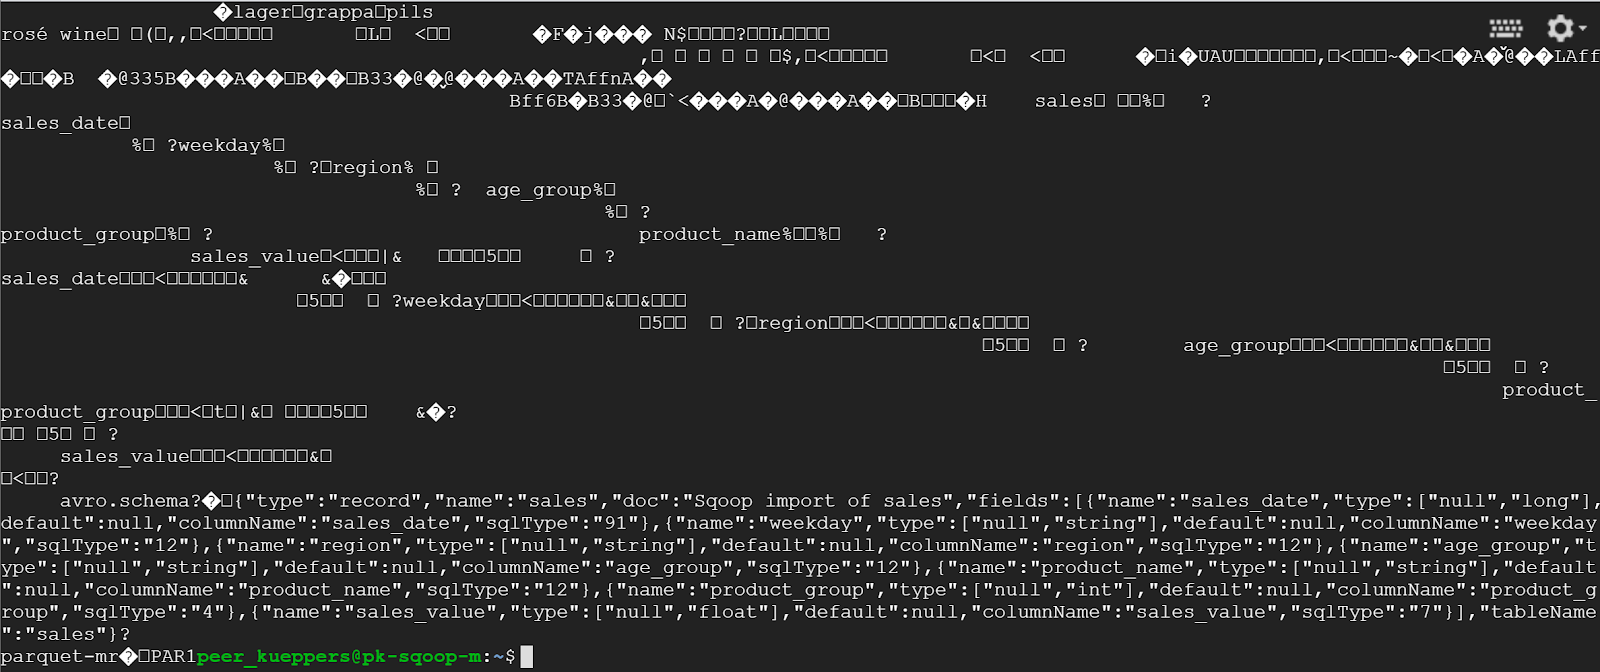 �lager□grappa□pils
rosé wine□ □(□,,□<□□□□□ □L□ <□□ �F�j��� N$□□□□?□□L□□□□
,□ □ □ □ □ □$,□<□□□□□ □<□ <□□ �□i�UAU□□□□□□□,□<□□□~�□<□�A�@��LAff
�□□�B �@335B���A��□B��□B33�@�@���A��TAffnA��
Bff6B�B33�@□`<���A�@���A��□B□□□�H sales□ □□%□ ?
sales_date□
%□ ?weekday%□
%□ ?□region% □
%□ ? age_group%□
%□ ?
product_group□%□ ? product_name%□□%□ ?
sales_value□<□□□|& □□□□5□□ □ ?
sales_date□□□<□□□□□□& &�□□□
□5□□ □ ?weekday□□□<□□□□□□&□□&□□□
□5□□ □ ?□region□□□<□□□□□□&□&□□□□
□5□□ □ ? age_group□□□<□□□□□□&□□&□□□
□5□□ □ ?
product_
product_group□□□<□t□|&□ □□□□5□□ &�?
□□ □5□ □ ?
sales_value□□□<□□□□□□&□
□<□□?
avro.schema?�□{"type":"record","name":"sales","doc":"Sqoop import of sales","fields":[{"name":"sales_date","type":["null","long"],
default":null,"columnName":"sales_date","sqlType":"91"},{"name":"weekday","type":["null","string"],"default":null,"columnName":"weekday
","sqlType":"12"},{"name":"region","type":["null","string"],"default":null,"columnName":"region","sqlType":"12"},{"name":"age_group","t
ype":["null","string"],"default":null,"columnName":"age_group","sqlType":"12"},{"name":"product_name","type":["null","string"],"default
":null,"columnName":"product_name","sqlType":"12"},{"name":"product_group","type":["null","int"],"default":null,"columnName":"product_g
roup","sqlType":"4"},{"name":"sales_value","type":["null","float"],"default":null,"columnName":"sales_value","sqlType":"7"}],"tableName
":"sales"}?
parquet-mr�□PAR1peer_kueppers@pk-sqoop-m:~$